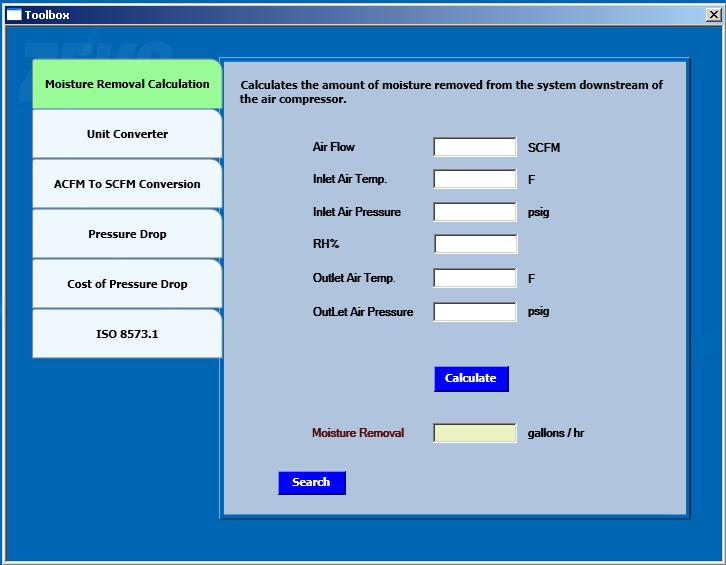 Toolbox
Moisture Removal Calculation
Unit Converter
ACFM To SCFM Conversion
Pressure Drop
Cost of Pressure Drop
ISO 8573.1
Calculates the amount of moisture removed from the system downstream of
the air compressor.
Air Flow SCFM
Inlet Air Temp. F
Inlet Air Pressure psig
RH%
Outlet Air Temp. F
OutLet Air Pressure psig
Calculate
Moisture Removal gallons / hr
Search